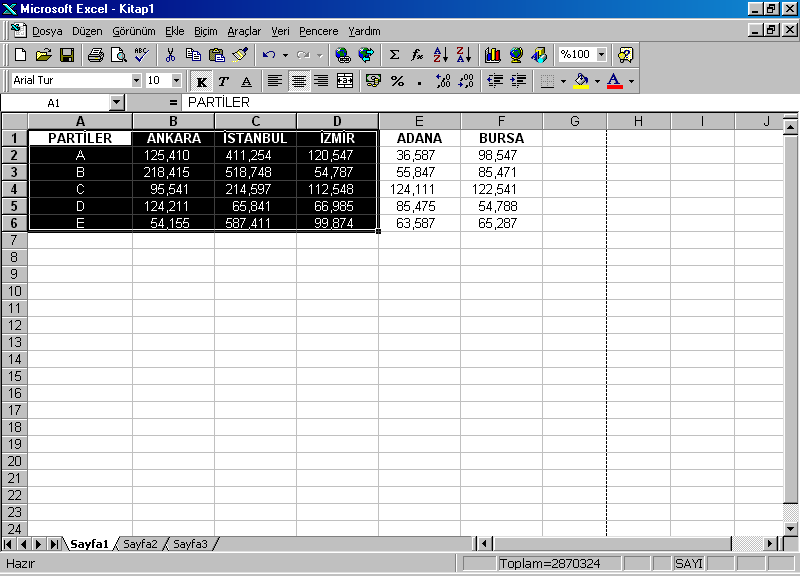 Microsoft Excel - Kitap1
Dosya Düzen Görünüm Ekle Biçim Araçlar Veri Pencere Yardım
%100
Arial Tur 10 K T A
A1 = PARTİLER
A B C D E F G H I J
1 PARTİLER ANKARA İSTANBUL İZMİR ADANA BURSA
2 A 125,410 411,254 120,547 36,587 98,547
3 B 218,415 518,748 54,787 55,847 85,471
4 C 95,541 214,597 112,548 124,111 122,541
5 D 124,211 65,841 66,985 85,475 54,788
6 E 54,155 587,411 99,874 63,587 65,287
7
8
9
10
11
12
13
14
15
16
17
18
19
20
21
22
23
24
Sayfa1 Sayfa2 Sayfa3
Hazır Toplam=2870324 SAYI